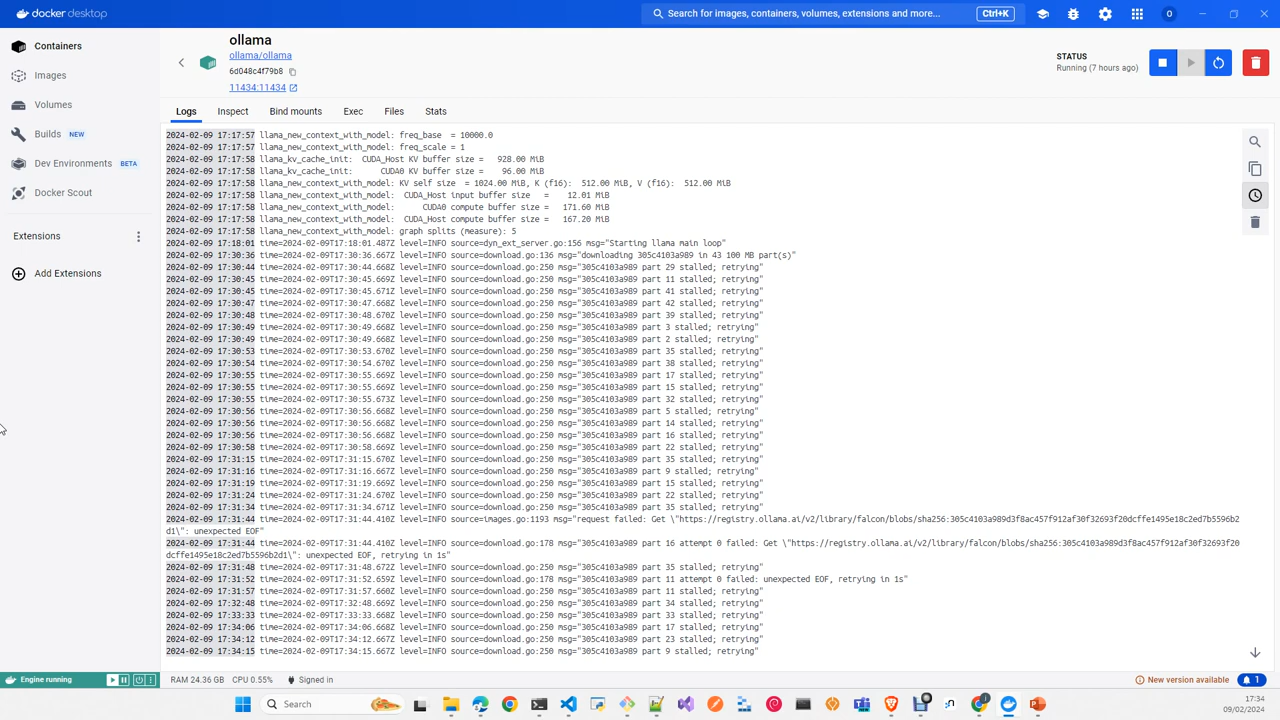 docker desktop
Search for images, containers, volumes, extensions and more...
Ctrl+K
O
Containers
Images
Volumes
Builds NEW
Dev Environments BETA
Docker Scout
Extensions
Add Extensions
ollama
ollama/ollama
6d048c4f79b8
11434:11434
STATUS
Running (7 hours ago)
Logs Inspect Bind mounts Exec Files Stats
2024-02-09 17:17:57 llama_new_context_with_model: freq_base = 10000.0
2024-02-09 17:17:57 llama_new_context_with_model: freq_scale = 1
2024-02-09 17:17:58 llama_kv_cache_init: CUDA_Host KV buffer size = 928.00 MiB
2024-02-09 17:17:58 llama_kv_cache_init: CUDA0 KV buffer size = 96.00 MiB
2024-02-09 17:17:58 llama_new_context_with_model: KV self size = 1024.00 MiB, K (f16): 512.00 MiB, V (f16): 512.00 MiB
2024-02-09 17:17:58 llama_new_context_with_model: CUDA_Host input buffer size = 12.01 MiB
2024-02-09 17:17:58 llama_new_context_with_model: CUDA0 compute buffer size = 171.60 MiB
2024-02-09 17:17:58 llama_new_context_with_model: CUDA_Host compute buffer size = 167.20 MiB
2024-02-09 17:17:58 llama_new_context_with_model: graph splits (measure): 5
2024-02-09 17:18:01 time=2024-02-09T17:18:01.487Z level=INFO source=dyn_ext_server.go:156 msg="Starting llama main loop"
2024-02-09 17:30:36 time=2024-02-09T17:30:36.667Z level=INFO source=download.go:136 msg="downloading 305c4103a989 in 43 100 MB part(s)"
2024-02-09 17:30:44 time=2024-02-09T17:30:44.668Z level=INFO source=download.go:250 msg="305c4103a989 part 29 stalled; retrying"
2024-02-09 17:30:45 time=2024-02-09T17:30:45.669Z level=INFO source=download.go:250 msg="305c4103a989 part 11 stalled; retrying"
2024-02-09 17:30:45 time=2024-02-09T17:30:45.671Z level=INFO source=download.go:250 msg="305c4103a989 part 41 stalled; retrying"
2024-02-09 17:30:47 time=2024-02-09T17:30:47.668Z level=INFO source=download.go:250 msg="305c4103a989 part 42 stalled; retrying"
2024-02-09 17:30:48 time=2024-02-09T17:30:48.670Z level=INFO source=download.go:250 msg="305c4103a989 part 39 stalled; retrying"
2024-02-09 17:30:49 time=2024-02-09T17:30:49.668Z level=INFO source=download.go:250 msg="305c4103a989 part 3 stalled; retrying"
2024-02-09 17:30:49 time=2024-02-09T17:30:49.668Z level=INFO source=download.go:250 msg="305c4103a989 part 2 stalled; retrying"
2024-02-09 17:30:53 time=2024-02-09T17:30:53.670Z level=INFO source=download.go:250 msg="305c4103a989 part 35 stalled; retrying"
2024-02-09 17:30:54 time=2024-02-09T17:30:54.670Z level=INFO source=download.go:250 msg="305c4103a989 part 38 stalled; retrying"
2024-02-09 17:30:55 time=2024-02-09T17:30:55.669Z level=INFO source=download.go:250 msg="305c4103a989 part 17 stalled; retrying"
2024-02-09 17:30:55 time=2024-02-09T17:30:55.669Z level=INFO source=download.go:250 msg="305c4103a989 part 15 stalled; retrying"
2024-02-09 17:30:55 time=2024-02-09T17:30:55.673Z level=INFO source=download.go:250 msg="305c4103a989 part 32 stalled; retrying"
2024-02-09 17:30:56 time=2024-02-09T17:30:56.668Z level=INFO source=download.go:250 msg="305c4103a989 part 5 stalled; retrying"
2024-02-09 17:30:56 time=2024-02-09T17:30:56.668Z level=INFO source=download.go:250 msg="305c4103a989 part 14 stalled; retrying"
2024-02-09 17:30:56 time=2024-02-09T17:30:56.668Z level=INFO source=download.go:250 msg="305c4103a989 part 16 stalled; retrying"
2024-02-09 17:30:58 time=2024-02-09T17:30:58.669Z level=INFO source=download.go:250 msg="305c4103a989 part 22 stalled; retrying"
2024-02-09 17:31:15 time=2024-02-09T17:31:15.670Z level=INFO source=download.go:250 msg="305c4103a989 part 35 stalled; retrying"
2024-02-09 17:31:16 time=2024-02-09T17:31:16.667Z level=INFO source=download.go:250 msg="305c4103a989 part 9 stalled; retrying"
2024-02-09 17:31:19 time=2024-02-09T17:31:19.669Z level=INFO source=download.go:250 msg="305c4103a989 part 15 stalled; retrying"
2024-02-09 17:31:24 time=2024-02-09T17:31:24.670Z level=INFO source=download.go:250 msg="305c4103a989 part 22 stalled; retrying"
2024-02-09 17:31:34 time=2024-02-09T17:31:34.671Z level=INFO source=download.go:250 msg="305c4103a989 part 35 stalled; retrying"
2024-02-09 17:31:44 time=2024-02-09T17:31:44.410Z level=INFO source=images.go:1193 msg="request failed: Get \"https://registry.ollama.ai/v2/library/falcon/blobs/sha256:305c4103a989d3f8ac457f912af30f32693f20dcffe1495e18c2ed7b5596b2
d1\": unexpected EOF"
2024-02-09 17:31:44 time=2024-02-09T17:31:44.410Z level=INFO source=download.go:178 msg="305c4103a989 part 16 attempt 0 failed: Get \"https://registry.ollama.ai/v2/library/falcon/blobs/sha256:305c4103a989d3f8ac457f912af30f32693f20
dcffe1495e18c2ed7b5596b2d1\": unexpected EOF, retrying in 1s"
2024-02-09 17:31:48 time=2024-02-09T17:31:48.672Z level=INFO source=download.go:250 msg="305c4103a989 part 35 stalled; retrying"
2024-02-09 17:31:52 time=2024-02-09T17:31:52.659Z level=INFO source=download.go:178 msg="305c4103a989 part 11 attempt 0 failed: unexpected EOF, retrying in 1s"
2024-02-09 17:31:57 time=2024-02-09T17:31:57.660Z level=INFO source=download.go:250 msg="305c4103a989 part 11 stalled; retrying"
2024-02-09 17:32:48 time=2024-02-09T17:32:48.669Z level=INFO source=download.go:250 msg="305c4103a989 part 34 stalled; retrying"
2024-02-09 17:33:33 time=2024-02-09T17:33:33.668Z level=INFO source=download.go:250 msg="305c4103a989 part 33 stalled; retrying"
2024-02-09 17:34:06 time=2024-02-09T17:34:06.668Z level=INFO source=download.go:250 msg="305c4103a989 part 17 stalled; retrying"
2024-02-09 17:34:12 time=2024-02-09T17:34:12.667Z level=INFO source=download.go:250 msg="305c4103a989 part 23 stalled; retrying"
2024-02-09 17:34:15 time=2024-02-09T17:34:15.667Z level=INFO source=download.go:250 msg="305c4103a989 part 9 stalled; retrying"
Engine running
RAM 24.36 GB CPU 0.55% Signed in
New version available
1
Search
17:34
09/02/2024